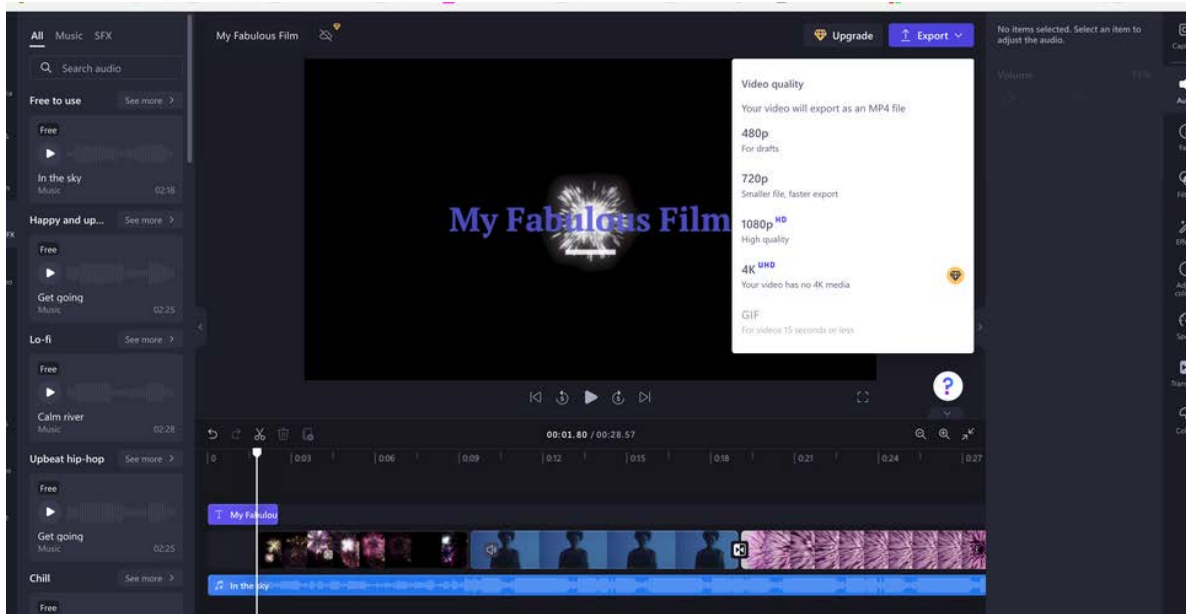 All Music SFX
Search audio
Free to use See more >
Free
In the sky
Music 02:18
Happy and up... See more >
Free
Get going
Music 02:25
Lo-fi See more >
Free
Calm river
Music 02:28
Upbeat hip-hop See more >
Free
Get going
Music 02:25
Chill See more >
Free
My Fabulous Film
Upgrade
Export
My Fabulous Film
Video quality
Your video will export as an MP4 file
480p
For drafts
720p
Smaller file, faster export
1080p HD
High quality
4K UHD
Your video has no 4K media
GIF
For videos 15 seconds or less
?
5 5
00:01.80 / 00:28.57
0 0:03 0:06 0:09 0:12 0:15 0:18 0:21 0:24 0:27
T My Fabulou
In the sky
No items selected. Select an item to
adjust the audio.
Volume